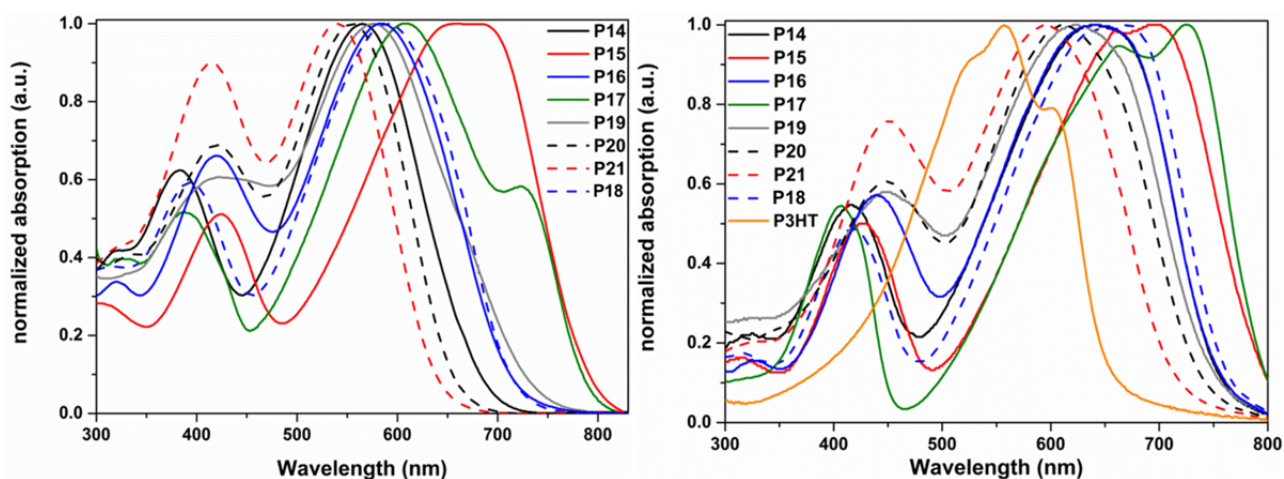 normalized absorption (a.u.)
1.0
0.8
0.6
0.4
0.2
0.0
300 400 500 600 700 800
Wavelength (nm)
P14
P15
P16
P17
P19
P20
P21
P18
normalized absorption (a.u.)
1.0
0.8
0.6
0.4
0.2
0.0
300 400 500 600 700 800
Wavelength (nm)
P14
P15
P16
P17
P19
P20
P21
P18
P3HT